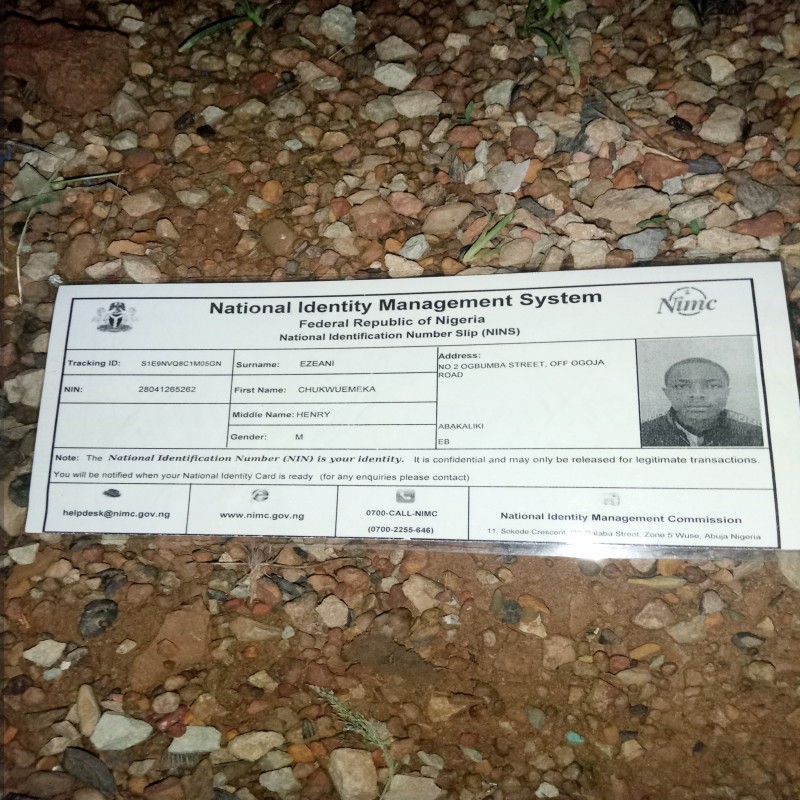 National Identity Management System
Federal Republic of Nigeria
National Identification Number Slip (NINS)
Nimc
Tracking ID: S1E9NVQ8C1M05GN
Surname: EZEANI
Address:
NO 2 OGBUMBA STREET, OFF OGOJA
ROAD
NIN: 28041265262
First Name: CHUKWUEMEKA
Middle Name: HENRY
ABAKALIKI
Gender: M
EB
Note: The National Identification Number (NIN) is your identity. It is confidential and may only be released for legitimate transactions.
You will be notified when your National Identity Card is ready (for any enquiries please contact)
helpdesk@nimc.gov.ng
www.nimc.gov.ng
0700-CALL-NIMC
(0700-2255-646)
National Identity Management Commission
11, Sokode Crescent, Street, Zone 5 Wuse, Abuja Nigeria